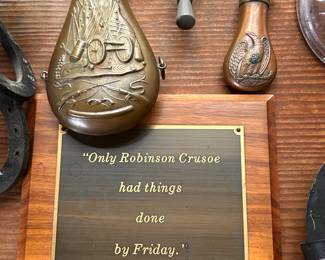 "Only Robinson Crusoe
had things
done
by Friday."